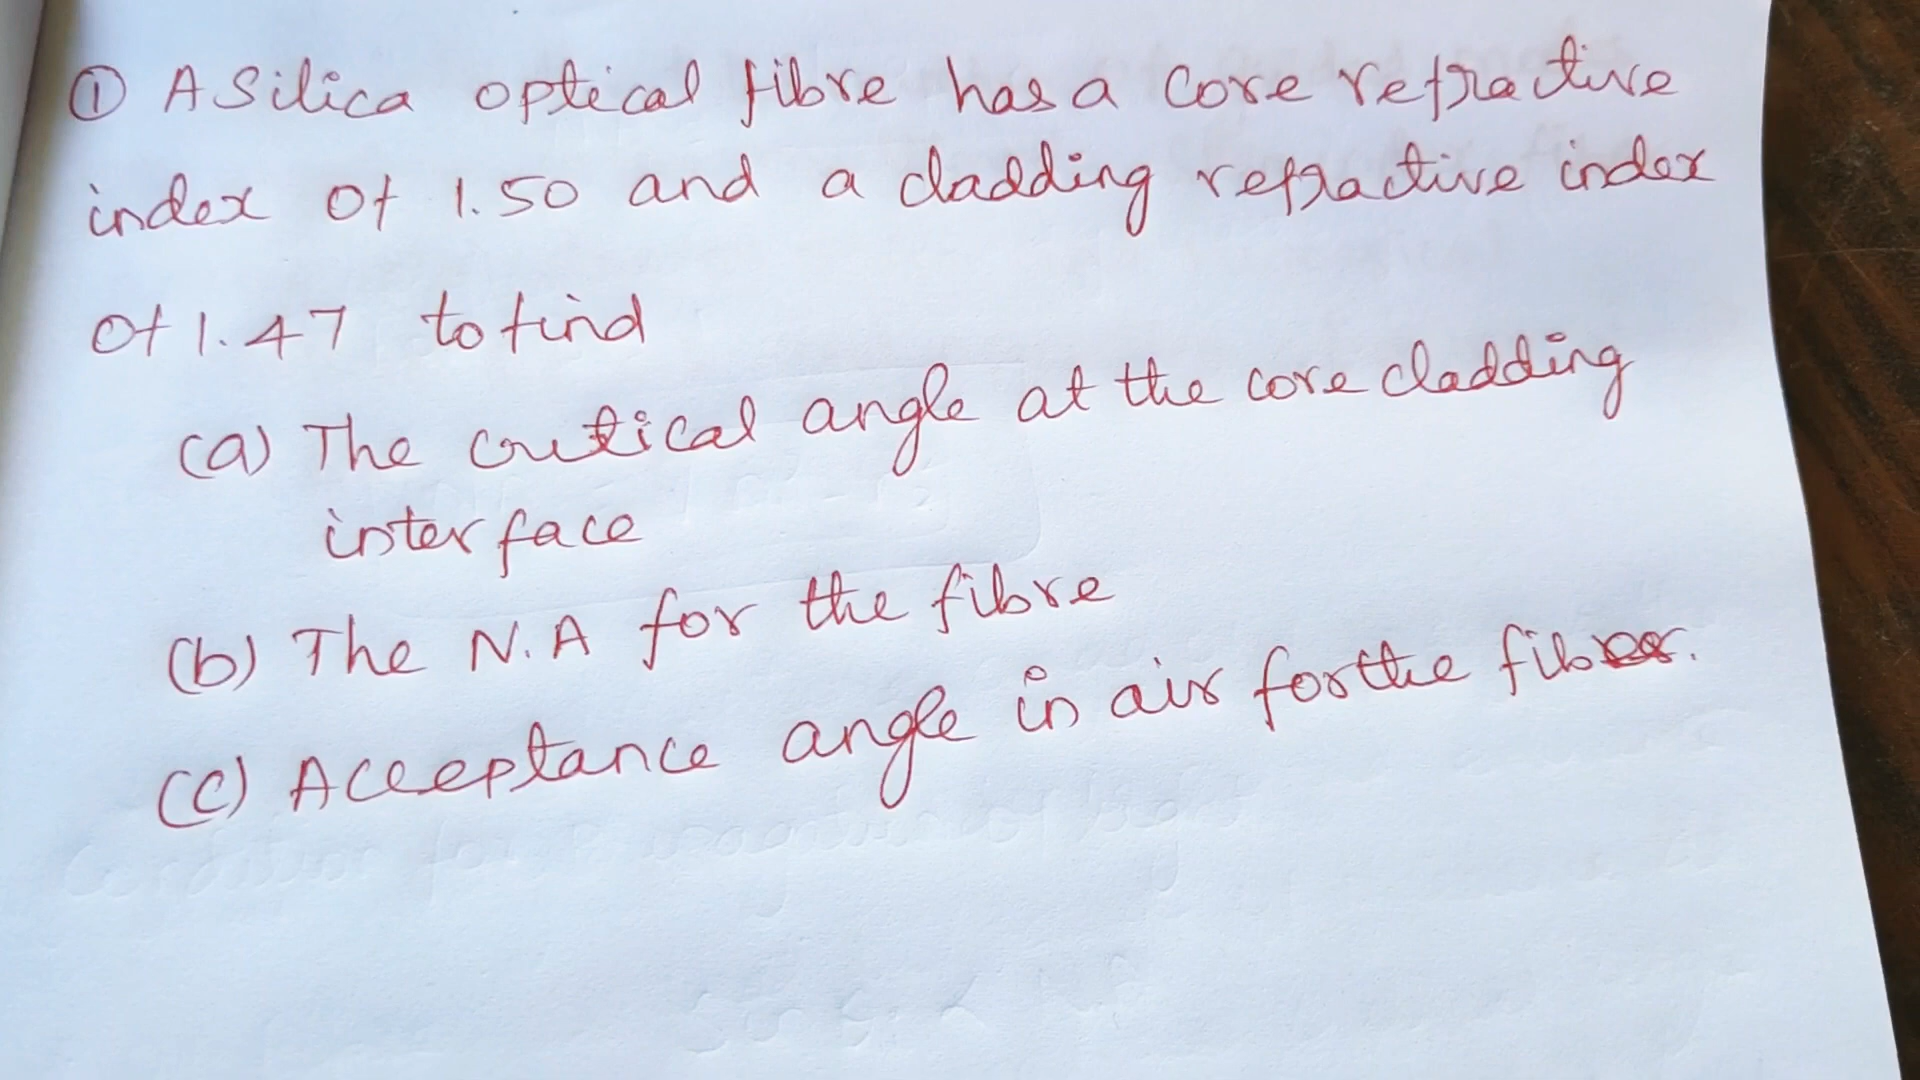 ① A Silica optical fibre has a core refractive
index of 1.50 and a cladding refractive index
of 1.47 to find
(a) The critical angle at the core cladding
interface
(b) The N.A for the fibre
(c) Acceptance angle in air for the